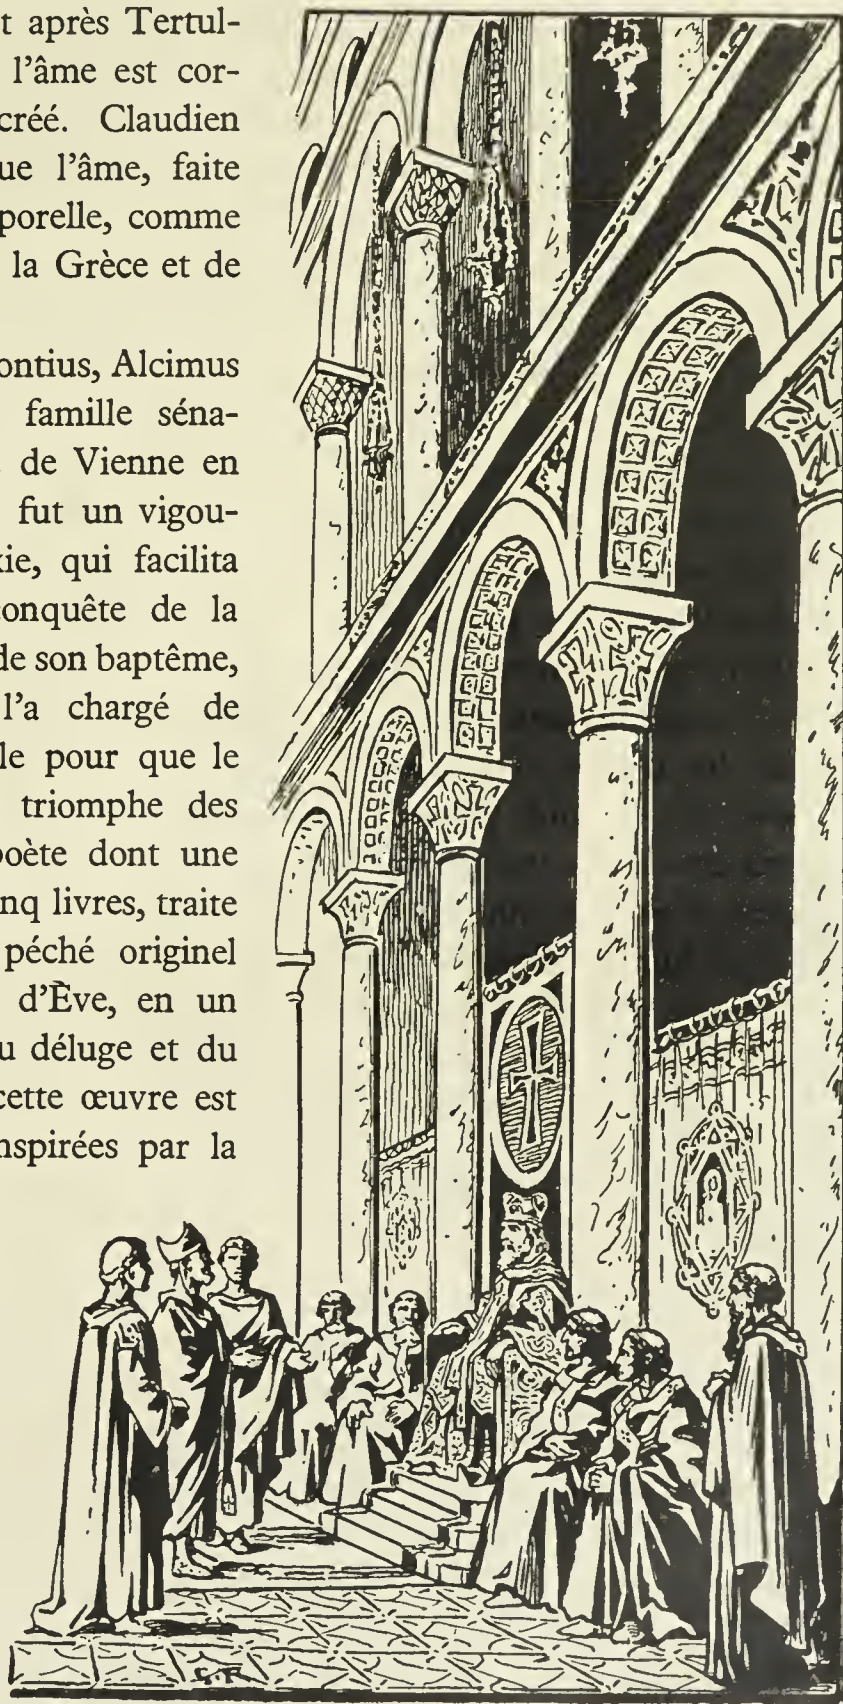 t après Tertul-
l'âme est cor-
créé. Claudien
ue l'âme, faite
porelle, comme
la Grèce et de
ontius, Alcimus
famille séna-
de Vienne en
fut un vigou-
xie, qui facilita
onquête de la
de son baptême,
l'a chargé de
le pour que le
triomphe des
poète dont une
nq livres, traite
péché originel
d'Ève, en un
u déluge et du
cette œuvre est
nspirées par la
G. R.